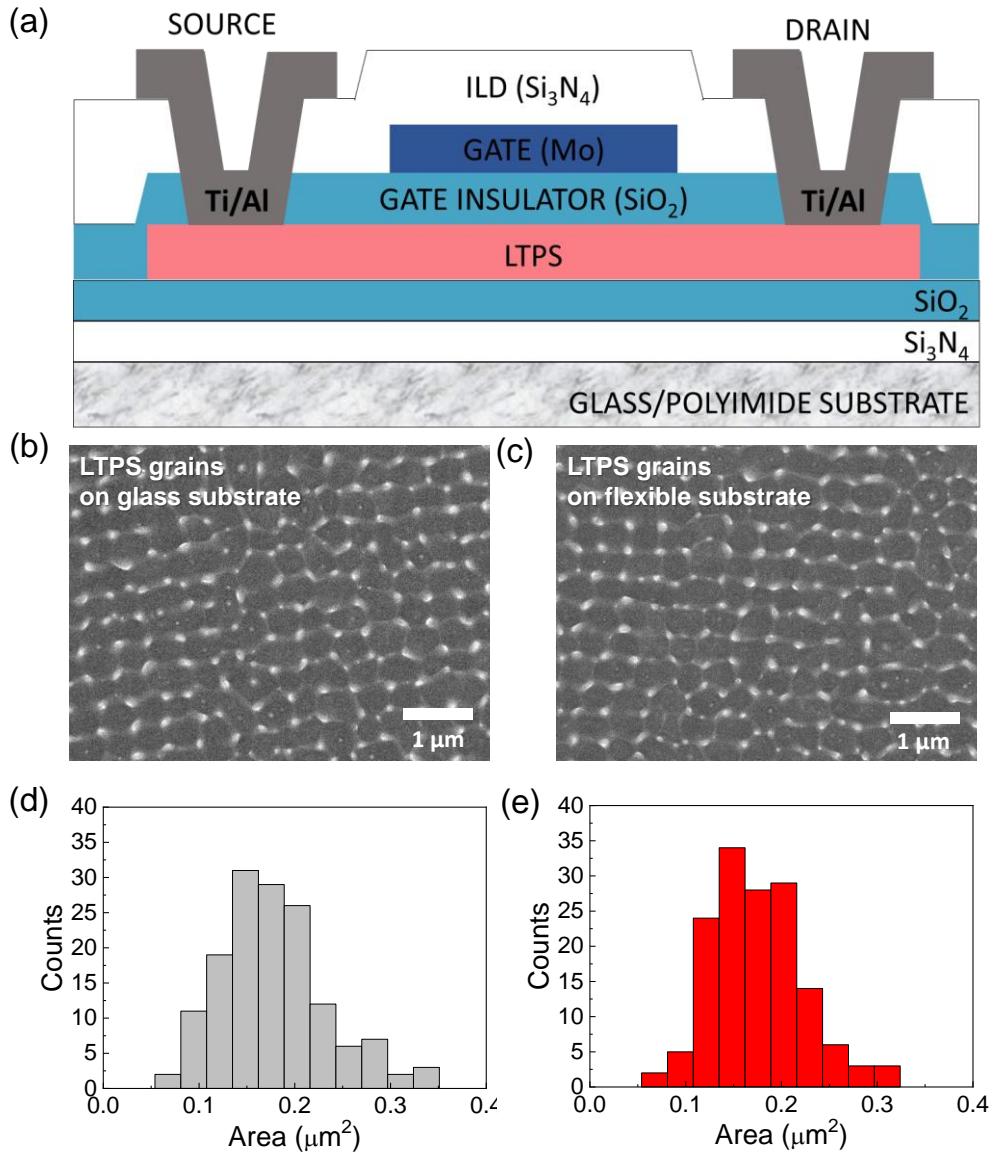 (a)
SOURCE
DRAIN
ILD (Si₃N₄)
GATE (Mo)
Ti/Al
GATE INSULATOR (SiO₂)
Ti/Al
LTPS
SiO₂
Si₃N₄
GLASS/POLYIMIDE SUBSTRATE
(b)
LTPS grains
on glass substrate
1 μm
(c)
LTPS grains
on flexible substrate
1 μm
(d)
40
35
30
25
20
15
10
5
0
Counts
0.0
0.1
0.2
0.3
0.4
Area (μm²)
(e)
40
35
30
25
20
15
10
5
0
Counts
0.0
0.1
0.2
0.3
0.4
Area (μm²)